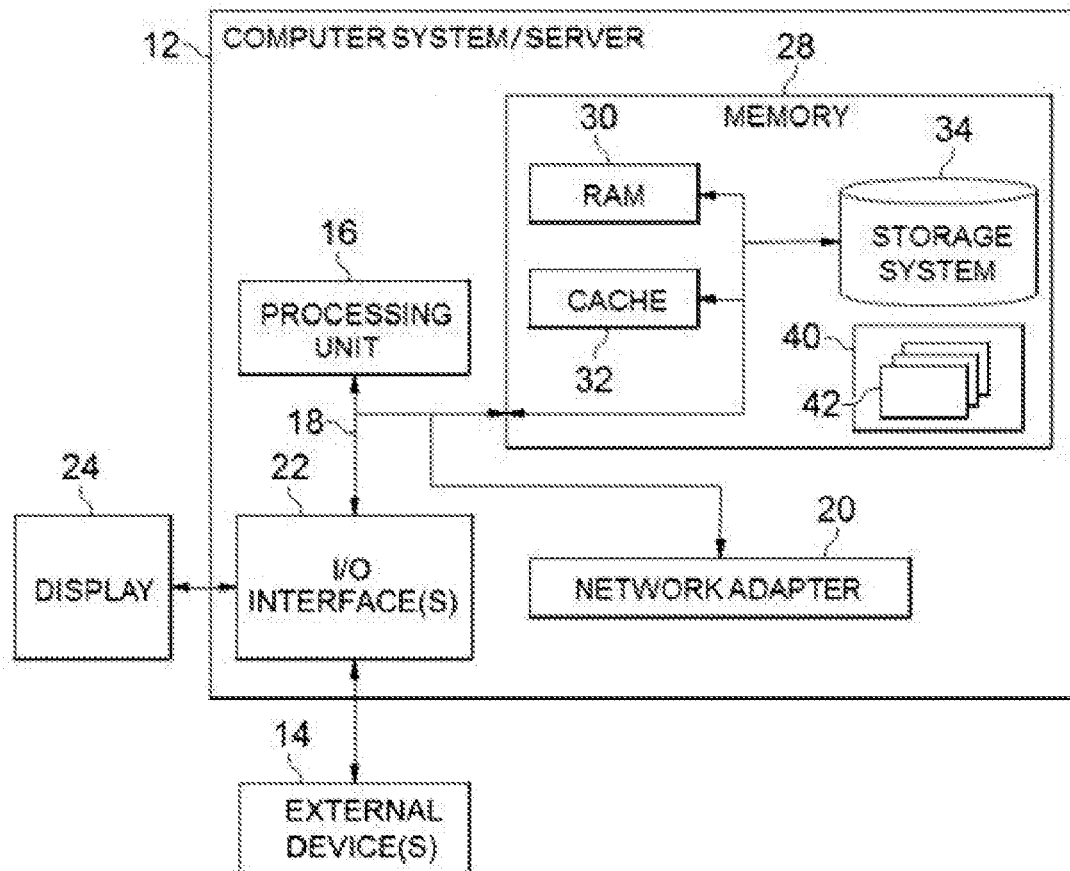 12
COMPUTER SYSTEM/SERVER
28
MEMORY
30
RAM
34
STORAGE
SYSTEM
16
PROCESSING
UNIT
CACHE
32
40
42
18
24
22
20
DISPLAY
I/O
INTERFACE(S)
NETWORK ADAPTER
14
EXTERNAL
DEVICE(S)